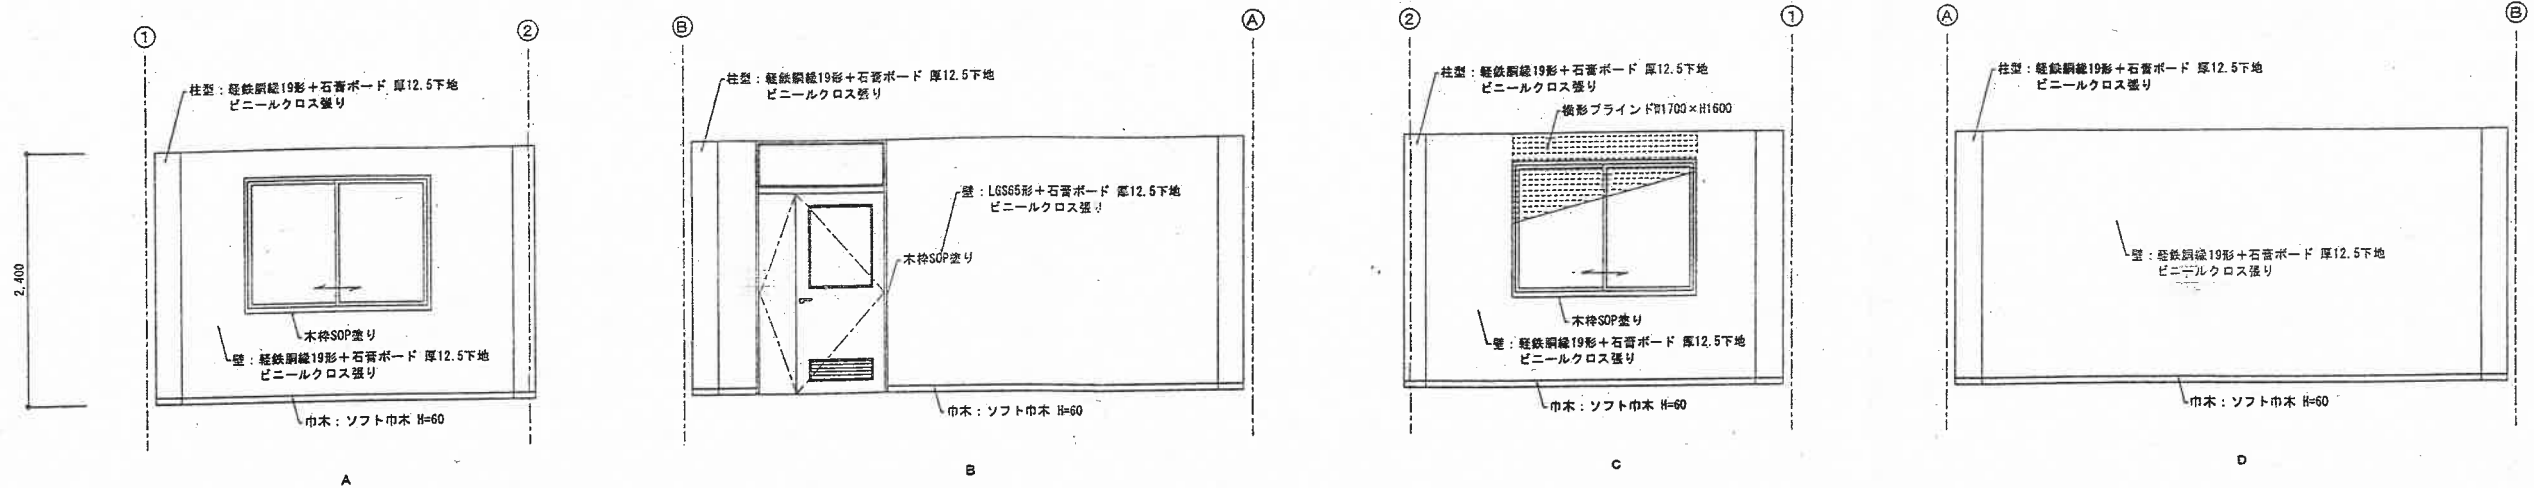 ①
②
柱型：軽鉄胴縁19形＋石膏ボード 厚12.5下地
ビニールクロス張り
2,400
木枠SOP塗り
壁：軽鉄胴縁19形＋石膏ボード 厚12.5下地
ビニールクロス張り
巾木：ソフト巾木 H=60
A
Ⓑ
Ⓐ
柱型：軽鉄胴縁19形＋石膏ボード 厚12.5下地
ビニールクロス張り
壁：LGS65形＋石膏ボード 厚12.5下地
ビニールクロス張り
木枠SOP塗り
巾木：ソフト巾木 H=60
B
②
①
柱型：軽鉄胴縁19形＋石膏ボード 厚12.5下地
ビニールクロス張り
横形ブラインドW1700×H1600
木枠SOP塗り
壁：軽鉄胴縁19形＋石膏ボード 厚12.5下地
ビニールクロス張り
巾木：ソフト巾木 H=60
C
Ⓐ
Ⓑ
柱型：軽鉄胴縁19形＋石膏ボード 厚12.5下地
ビニールクロス張り
壁：軽鉄胴縁19形＋石膏ボード 厚12.5下地
ビニールクロス張り
巾木：ソフト巾木 H=60
D